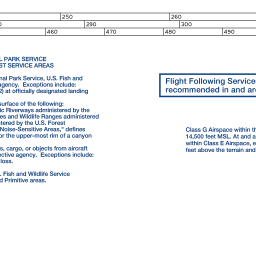 250 260
290 300
460 470 480 490
L PARK SERVICE
ST SERVICE AREAS
nal Park Service, U.S. Fish and
agency. Exceptions include:
2) at officially designated landing
surface of the following:
ic Riverways administered by the
es and Wildlife Ranges administered
tered by the U.S. Forest
Noise-Sensitive Areas," defines
or the upper-most rim of a canyon
s, cargo, or objects from aircraft
ective agency. Exceptions include:
loss.
. Fish and Wildlife Service
d Primitive areas.
Flight Following Service
recommended in and ar
Class G Airspace within th
14,500 feet MSL. At and a
within Class E Airspace, e
feet above the terrain and